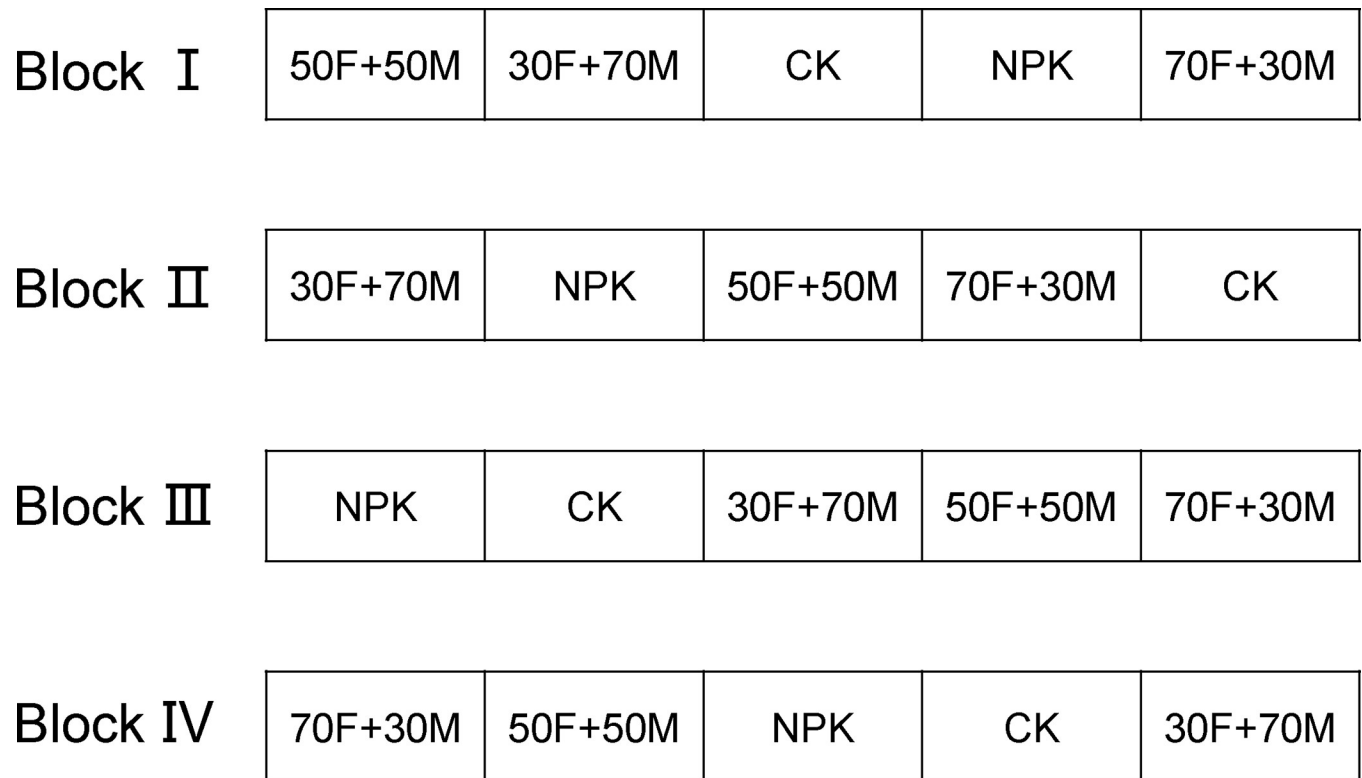 Block Ⅰ 50F+50M 30F+70M CK NPK 70F+30M
Block Ⅱ 30F+70M NPK 50F+50M 70F+30M CK
Block Ⅲ NPK CK 30F+70M 50F+50M 70F+30M
Block Ⅳ 70F+30M 50F+50M NPK CK 30F+70M